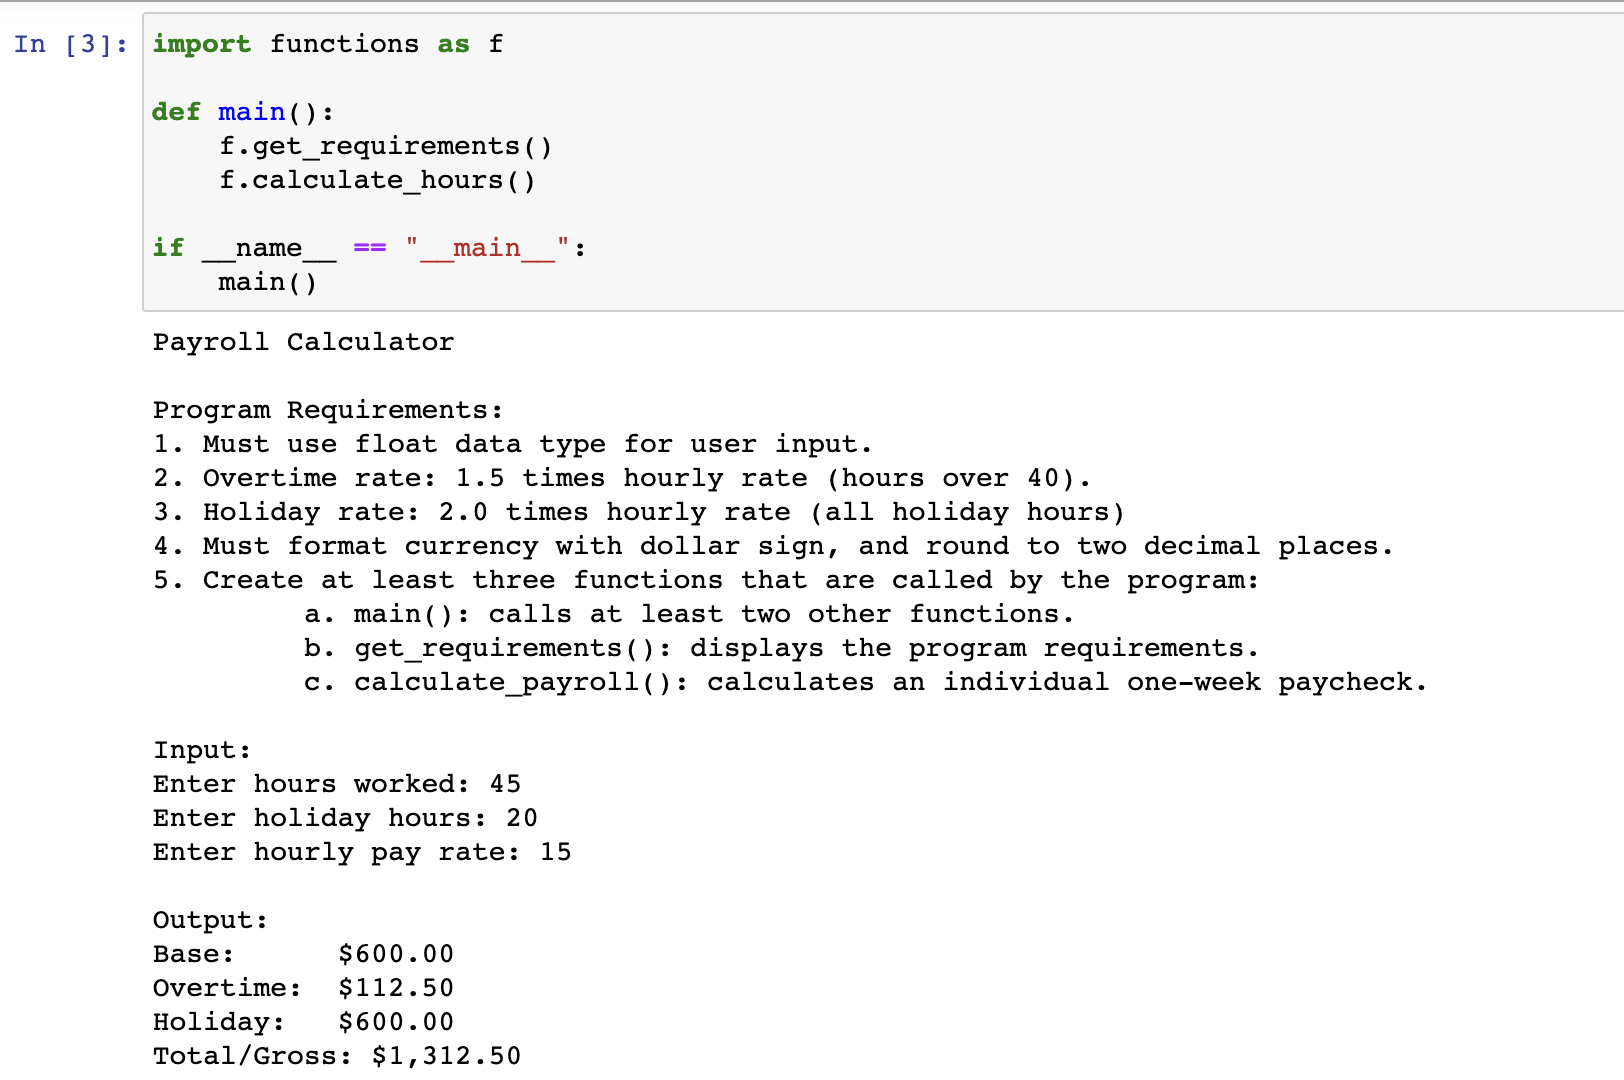 In [3]: import functions as f
def main():
    f.get_requirements()
    f.calculate_hours()
if __name__ == "__main__":
    main()
Payroll Calculator
Program Requirements:
1. Must use float data type for user input.
2. Overtime rate: 1.5 times hourly rate (hours over 40).
3. Holiday rate: 2.0 times hourly rate (all holiday hours)
4. Must format currency with dollar sign, and round to two decimal places.
5. Create at least three functions that are called by the program:
a. main(): calls at least two other functions.
b. get_requirements(): displays the program requirements.
c. calculate_payroll(): calculates an individual one-week paycheck.
Input:
Enter hours worked: 45
Enter holiday hours: 20
Enter hourly pay rate: 15
Output:
Base: $600.00
Overtime: $112.50
Holiday: $600.00
Total/Gross: $1,312.50